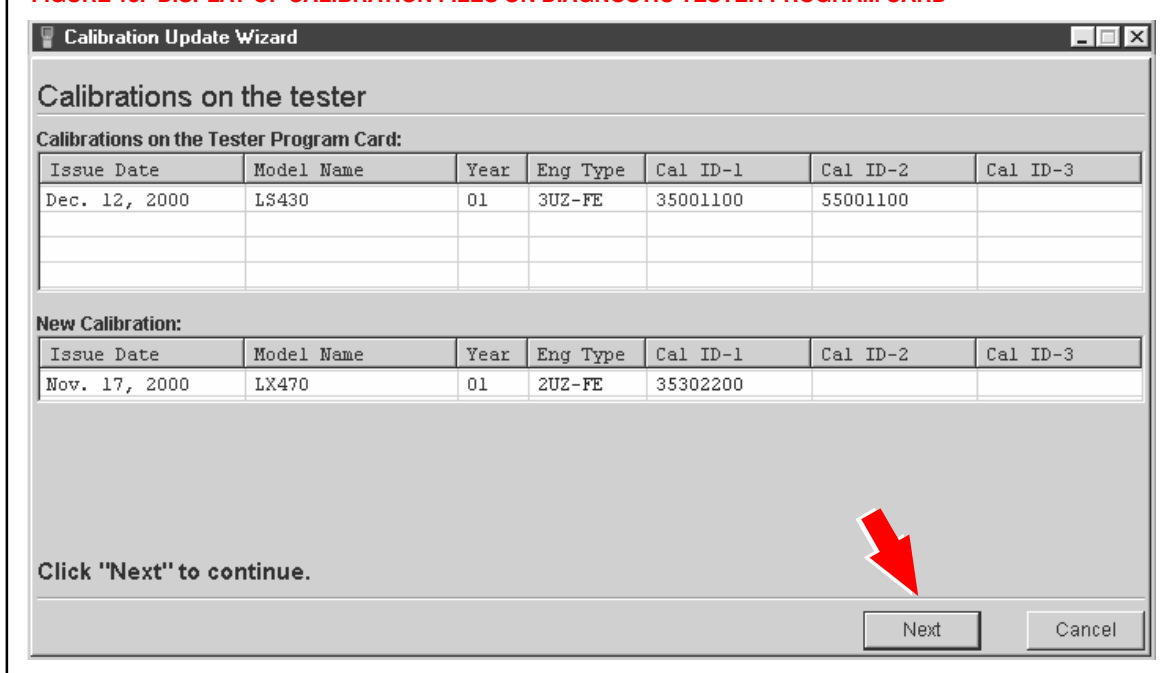 Calibration Update Wizard
Calibrations on the tester
Calibrations on the Tester Program Card:
Issue Date Model Name Year Eng Type Cal ID-1 Cal ID-2 Cal ID-3
Dec. 12, 2000 LS430 01 3UZ-FE 35001100 55001100
New Calibration:
Issue Date Model Name Year Eng Type Cal ID-1 Cal ID-2 Cal ID-3
Nov. 17, 2000 LX470 01 2UZ-FE 35302200
Click "Next" to continue.
Next Cancel